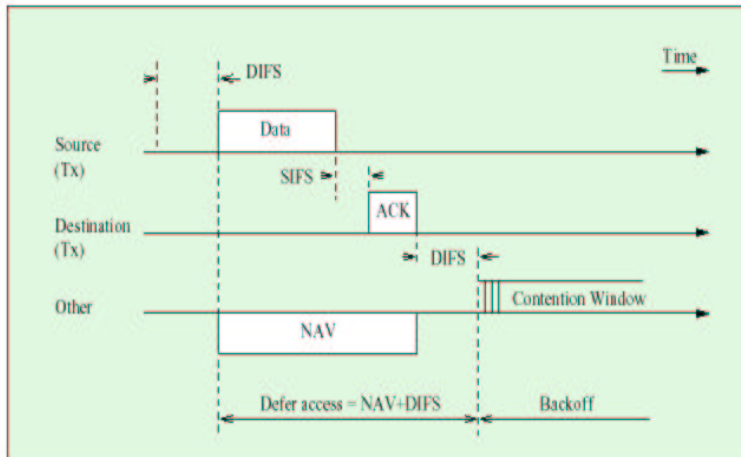 Time
DIFS
Data
Source
(Tx)
SIFS
ACK
Destination
(Tx)
DIFS
Contention Window
Other
NAV
Defer access = NAV+DIFS
Backoff